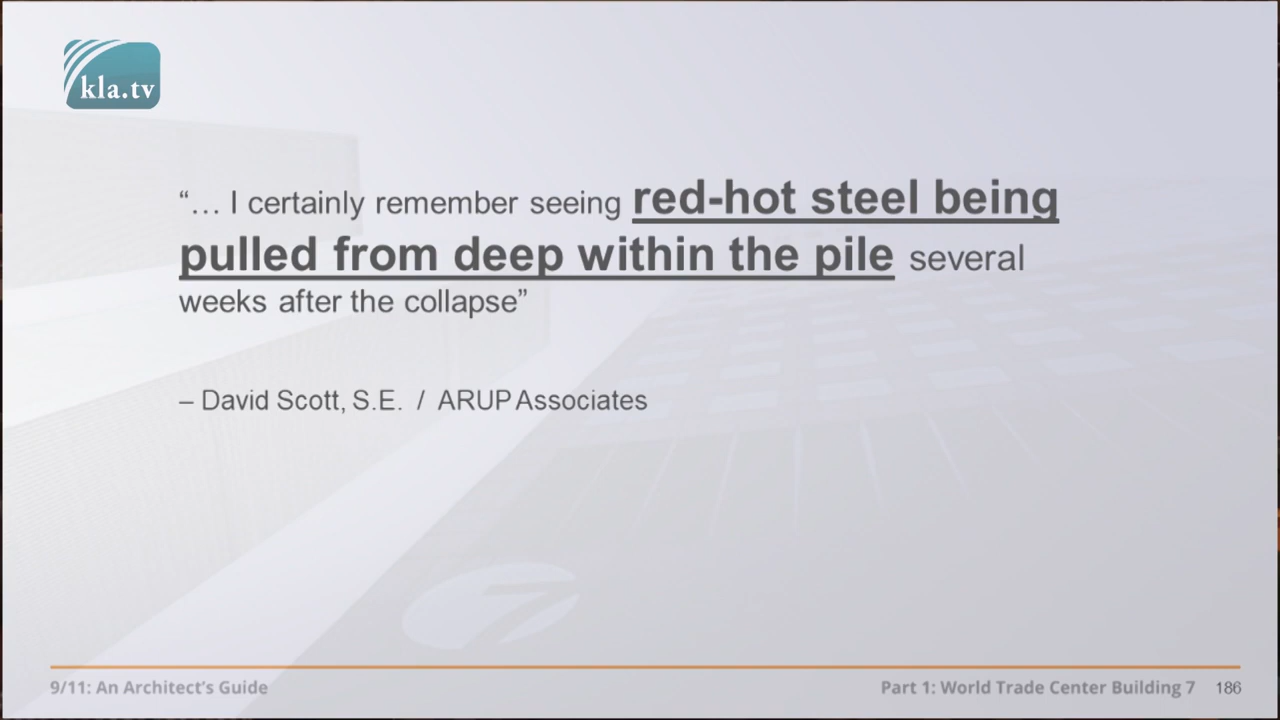 kla.tv
“… I certainly remember seeing red-hot steel being
pulled from deep within the pile several
weeks after the collapse”
– David Scott, S.E. / ARUP Associates
7
9/11: An Architect’s Guide
Part 1: World Trade Center Building 7 186